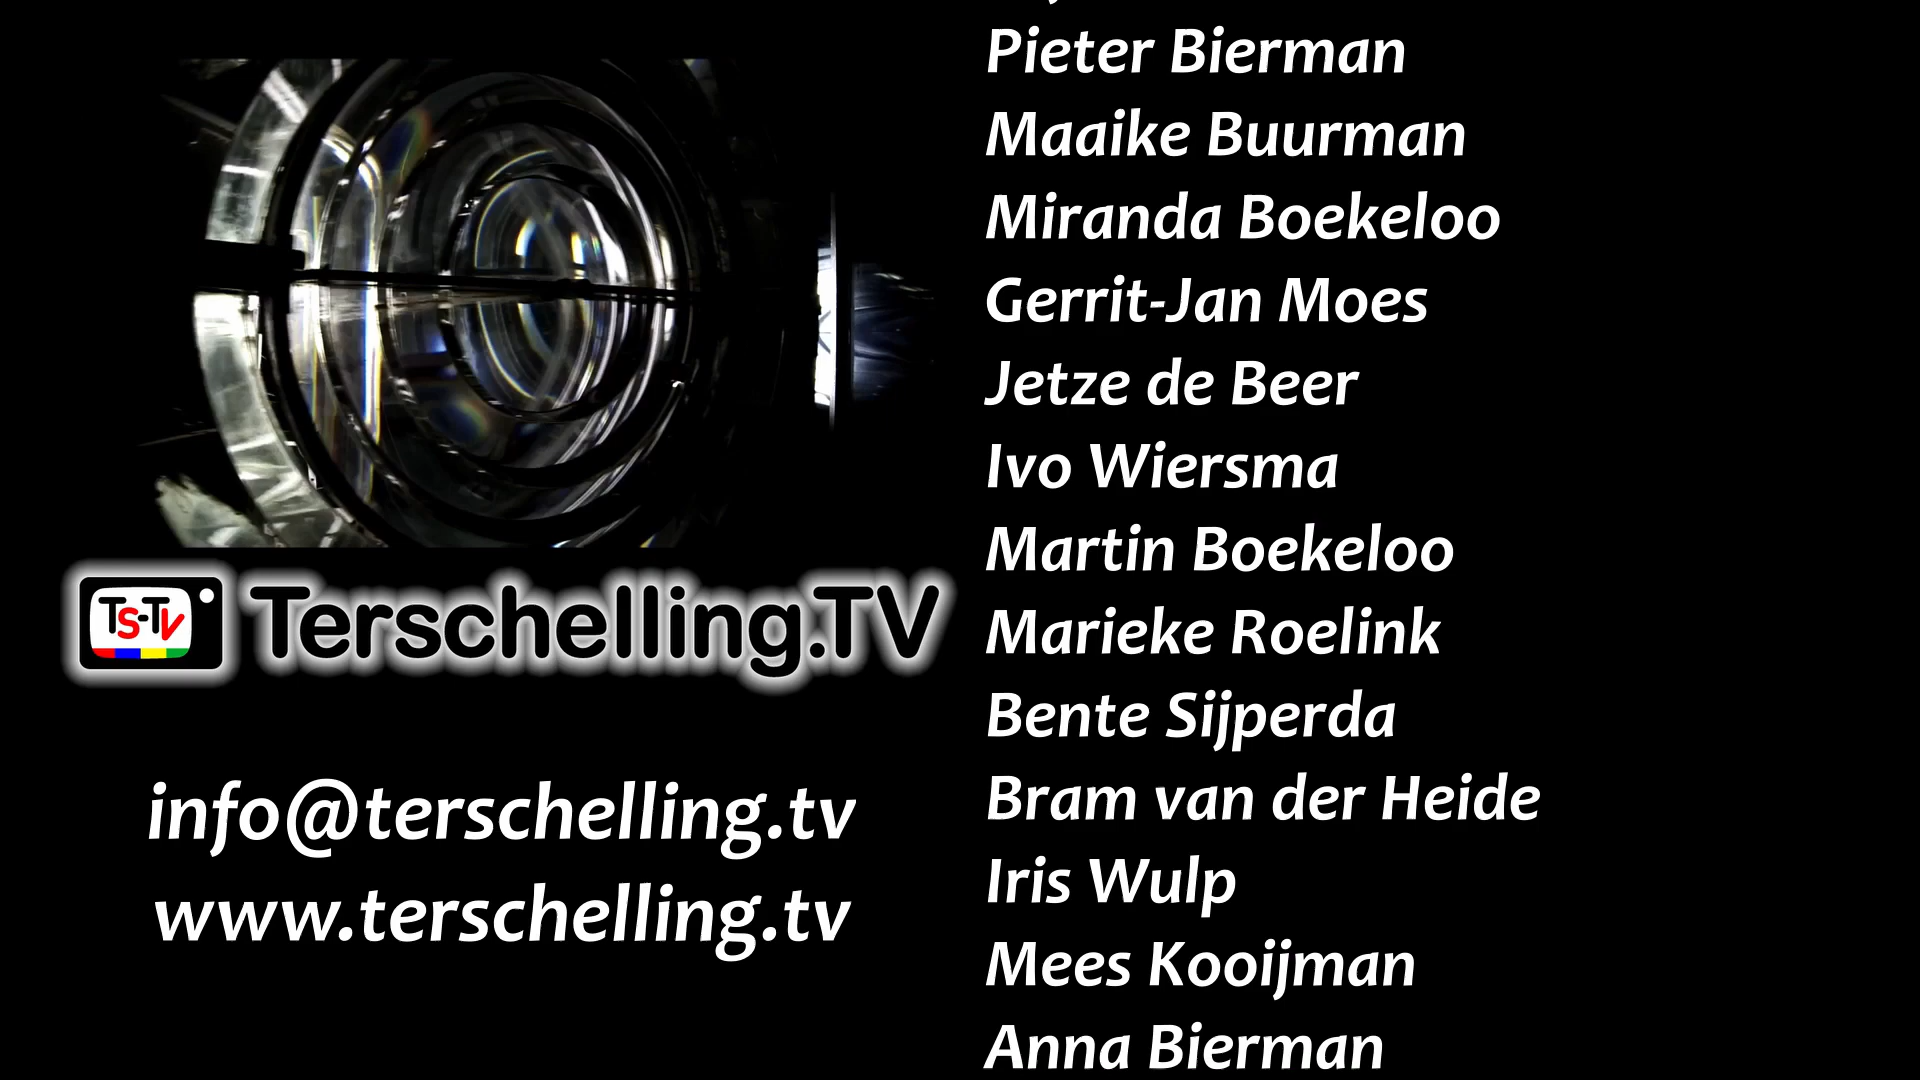 TS-TV Terschelling.TV
info@terschelling.tv
www.terschelling.tv
Pieter Bierman
Maaike Buurman
Miranda Boekeloo
Gerrit-Jan Moes
Jetze de Beer
Ivo Wiersma
Martin Boekeloo
Marieke Roelink
Bente Sijperda
Bram van der Heide
Iris Wulp
Mees Kooijman
Anna Bierman